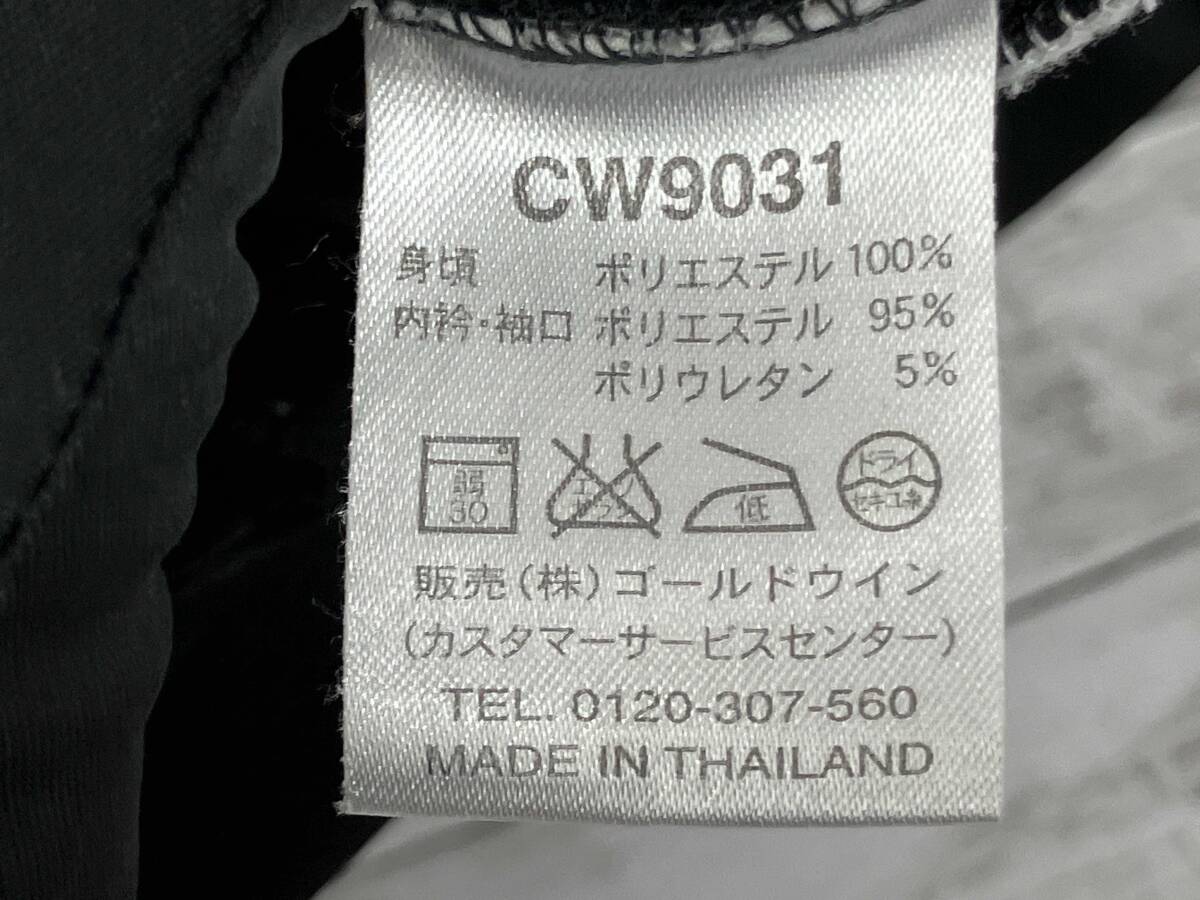 CW9031
身頃 ポリエステル 100%
内衿・袖口 ポリエステル 95%
ポリウレタン 5%
弱
30
エンソ
サラシ
低
ドライ
セキユ系
販売(株)ゴールドウイン
(カスタマーサービスセンター)
TEL. 0120-307-560
MADE IN THAILAND